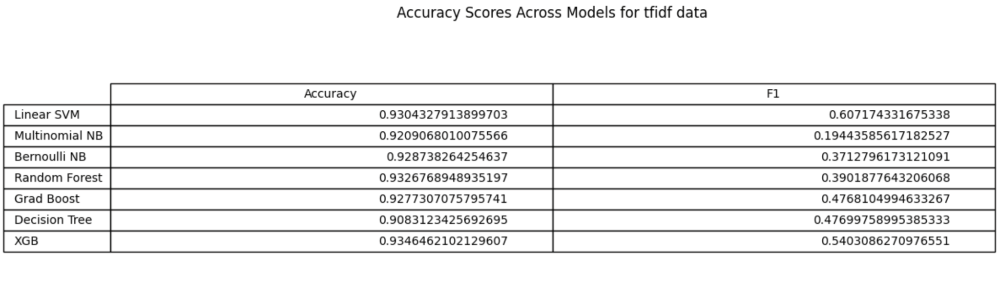 Accuracy Scores Across Models for tfidf data
Accuracy F1
Linear SVM 0.9304327913899703 0.607174331675338
Multinomial NB 0.9209068010075566 0.19443585617182527
Bernoulli NB 0.928738264254637 0.3712796173121091
Random Forest 0.9326768948935197 0.3901877643206068
Grad Boost 0.9277307075795741 0.4768104994633267
Decision Tree 0.9083123425692695 0.47699758995385333
XGB 0.9346462102129607 0.5403086270976551